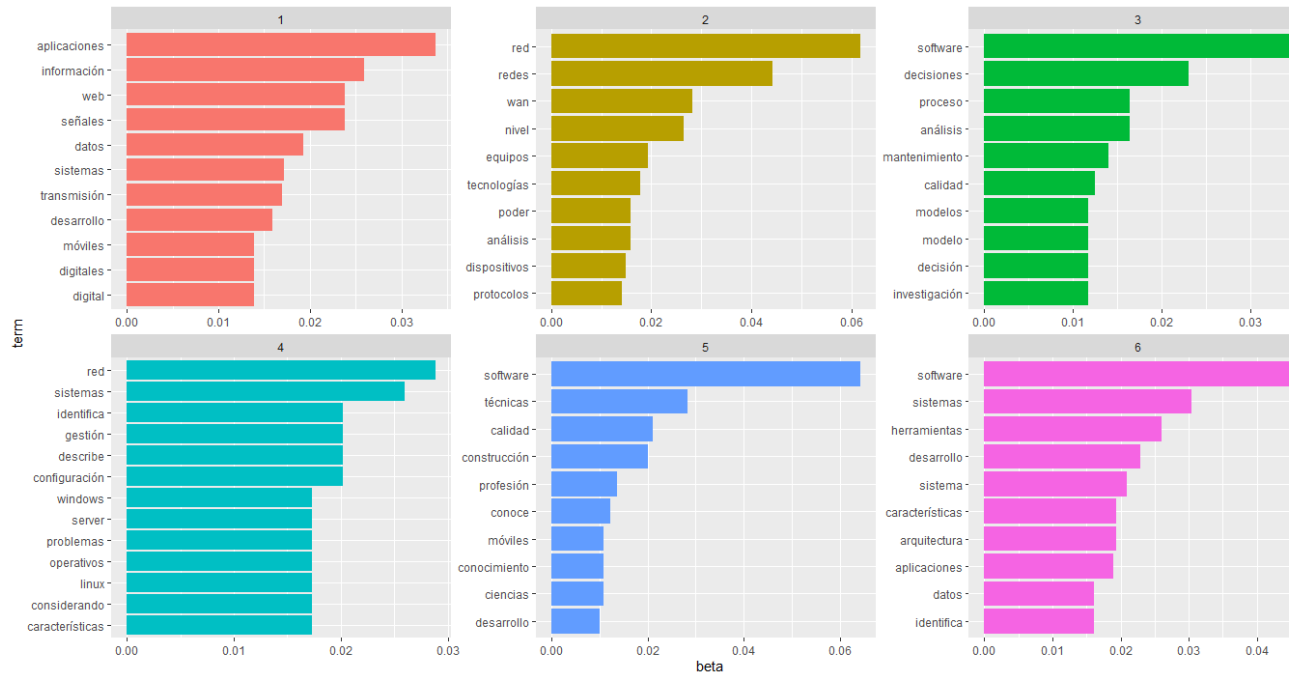 1
aplicaciones
información
web
señales
datos
sistemas
transmisión
desarrollo
móviles
digitales
digital
0.00 0.01 0.02 0.03
2
red
redes
wan
nivel
equipos
tecnologías
poder
análisis
dispositivos
protocolos
0.00 0.02 0.04 0.06
3
software
decisiones
proceso
análisis
mantenimiento
calidad
modelos
modelo
decisión
investigación
0.00 0.01 0.02 0.03
term
4
red
sistemas
identifica
gestión
describe
configuración
windows
server
problemas
operativos
linux
considerando
características
0.00 0.01 0.02 0.03
5
software
técnicas
calidad
construcción
profesión
conoce
móviles
conocimiento
ciencias
desarrollo
0.00 0.02 0.04 0.06
6
software
sistemas
herramientas
desarrollo
sistema
características
arquitectura
aplicaciones
datos
identifica
0.00 0.01 0.02 0.03 0.04
beta